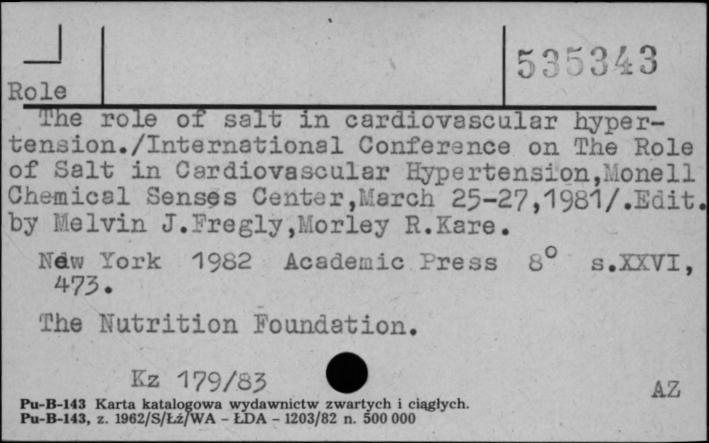 535343
Role
The role of salt in cardiovascular hyper-
tension./International Conference on The Role
of Salt in Cardiovascular Hypertension,Monell
Chemical Senses Center,March 25-27,1981/.Edit.
by Melvin J.Fregly,Morley R.Kare.
New York 1982 Academic Press 8° s.XXVI,
473.
The Nutrition Foundation.
Kz 179/83
AZ
Pu-B-143 Karta katalogowa wydawnictw zwartych i ciągłych.
Pu-B-143, z. 1962/S/Łź/WA - ŁDA - 1203/82 n. 500 000